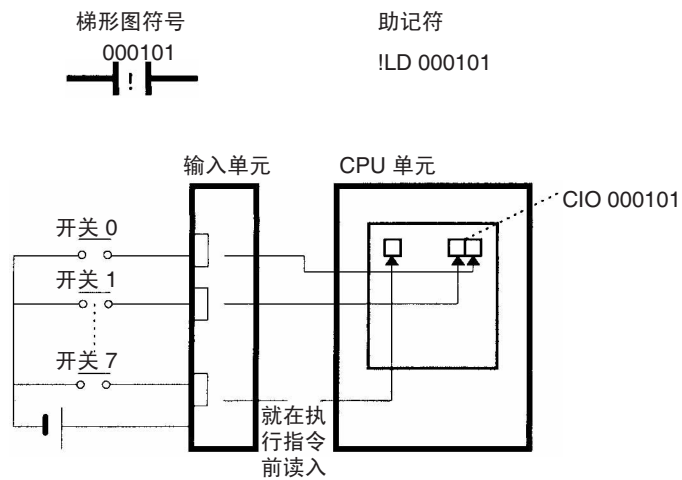 梯形图符号
助记符
000101
!
!LD 000101
输入单元
CPU 单元
CIO 000101
开关 0
开关 1
开关 7
就在执
行指令
前读入